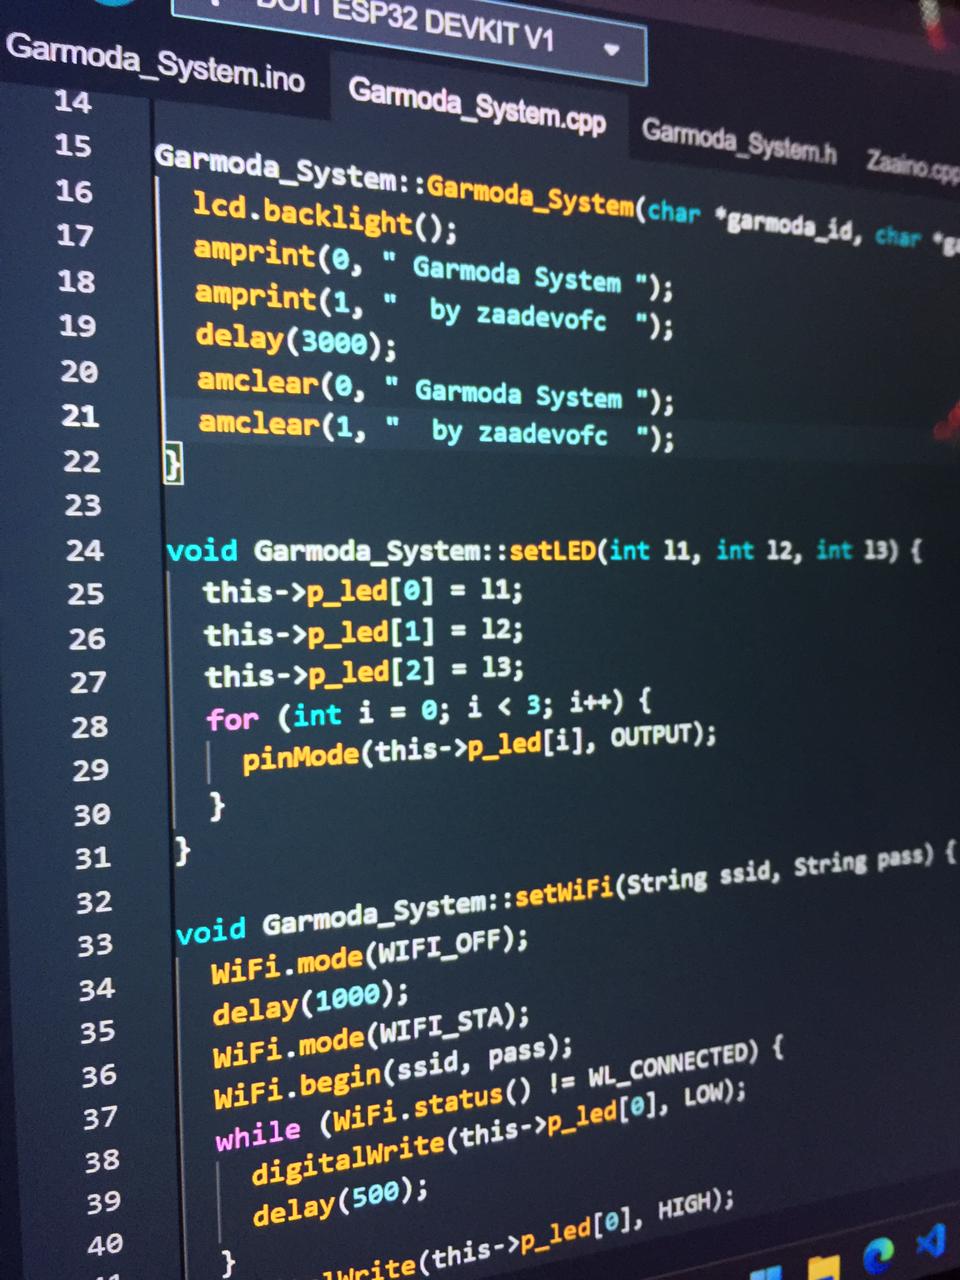 DOIT ESP32 DEVKIT V1
Garmoda_System.ino Garmoda_System.cpp Garmoda_System.h Zaaino.cpp
14
15 Garmoda_System::Garmoda_System(char *garmoda_id, char *ga
16 lcd.backlight();
17 amprint(0, " Garmoda System ");
18 amprint(1, "  by zaadevofc  ");
19 delay(3000);
20 amclear(0, " Garmoda System ");
21 amclear(1, "  by zaadevofc  ");
22 }
23
24 void Garmoda_System::setLED(int l1, int l2, int l3) {
25 this->p_led[0] = l1;
26 this->p_led[1] = l2;
27 this->p_led[2] = l3;
28 for (int i = 0; i < 3; i++) {
29 pinMode(this->p_led[i], OUTPUT);
30 }
31 }
32
33 void Garmoda_System::setWiFi(String ssid, String pass) {
34 WiFi.mode(WIFI_OFF);
35 delay(1000);
36 WiFi.mode(WIFI_STA);
37 WiFi.begin(ssid, pass);
38 while (WiFi.status() != WL_CONNECTED) {
39 digitalWrite(this->p_led[0], LOW);
40 delay(500);
}
lWrite(this->p_led[0], HIGH);